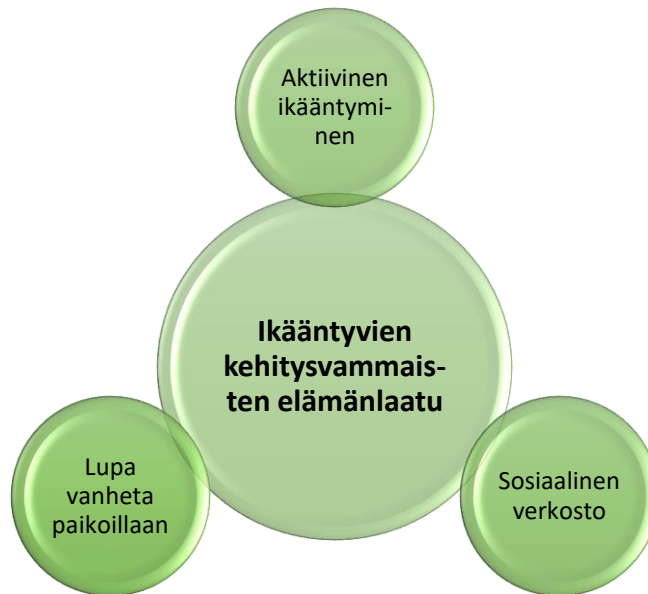 Aktiivinen
ikääntymi-
nen
Ikääntyvien
kehitysvammais-
ten elämänlaatu
Lupa
vanheta
paikoillaan
Sosiaalinen
verkosto